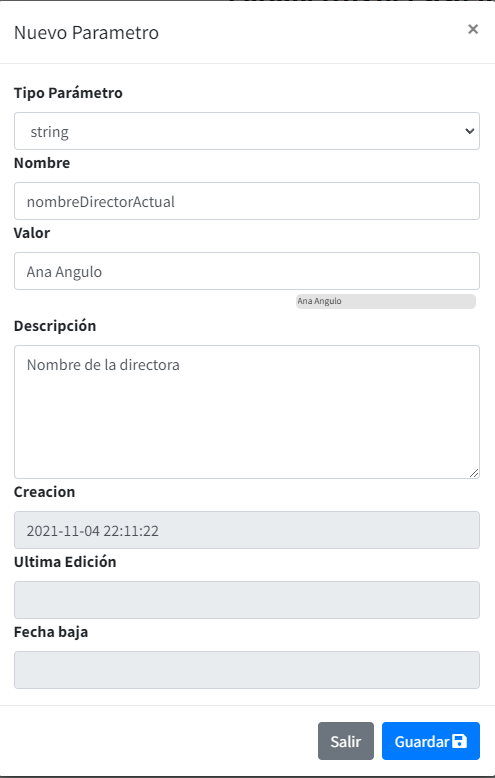 Nuevo Parametro
×
Tipo Parámetro
string
Nombre
nombreDirectorActual
Valor
Ana Angulo
Ana Angulo
Descripción
Nombre de la directora
Creacion
2021-11-04 22:11:22
Ultima Edición
Fecha baja
Salir
Guardar